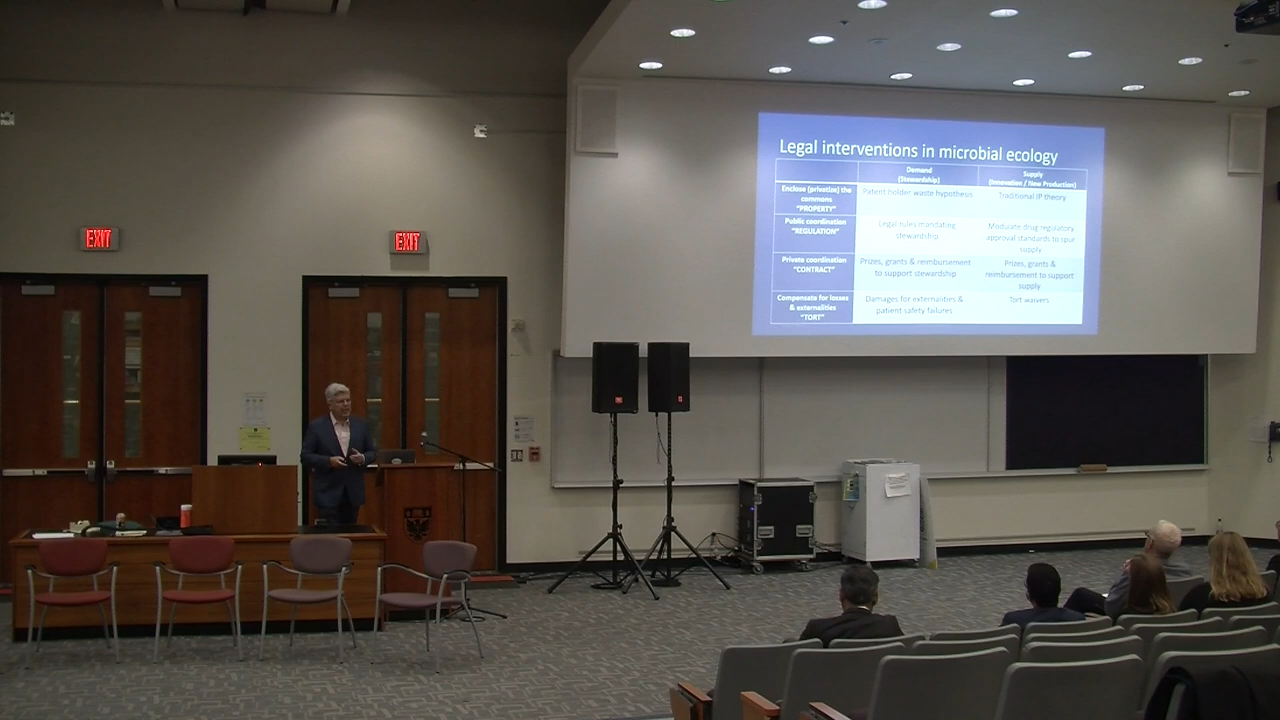 EXIT
EXIT
Legal interventions in microbial ecology
Demand
(Stewardship)
Supply
(Innovation / New Production)
Enclose (privatize) the
commons
"PROPERTY"
Patent holder waste hypothesis
Traditional IP theory
Public coordination
"REGULATION"
Legal rules mandating
stewardship
Modulate drug regulatory
approval standards to spur
supply
Private coordination
"CONTRACT"
Prizes, grants & reimbursement
to support stewardship
Prizes, grants &
reimbursement to support
supply
Compensate for losses
& externalities
"TORT"
Damages for externalities &
patient safety failures
Tort waivers
JBL